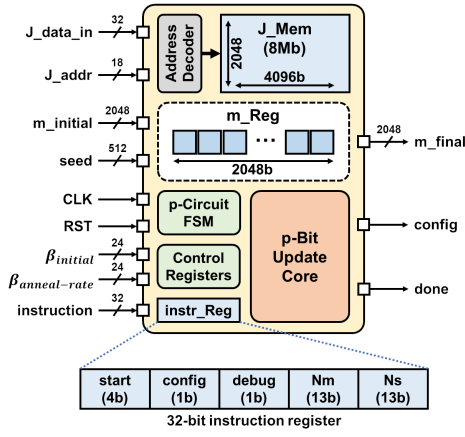 J_data_in
32
J_addr
18
m_initial
2048
seed
512
CLK
RST
β_initial
24
β_anneal−rate
24
instruction
32
Address
Decoder
J_Mem
(8Mb)
2048
4096b
m_Reg
...
2048b
p-Circuit
FSM
Control
Registers
instr_Reg
p-Bit
Update
Core
2048
m_final
config
done
start
(4b)
config
(1b)
debug
(1b)
Nm
(13b)
Ns
(13b)
32-bit instruction register